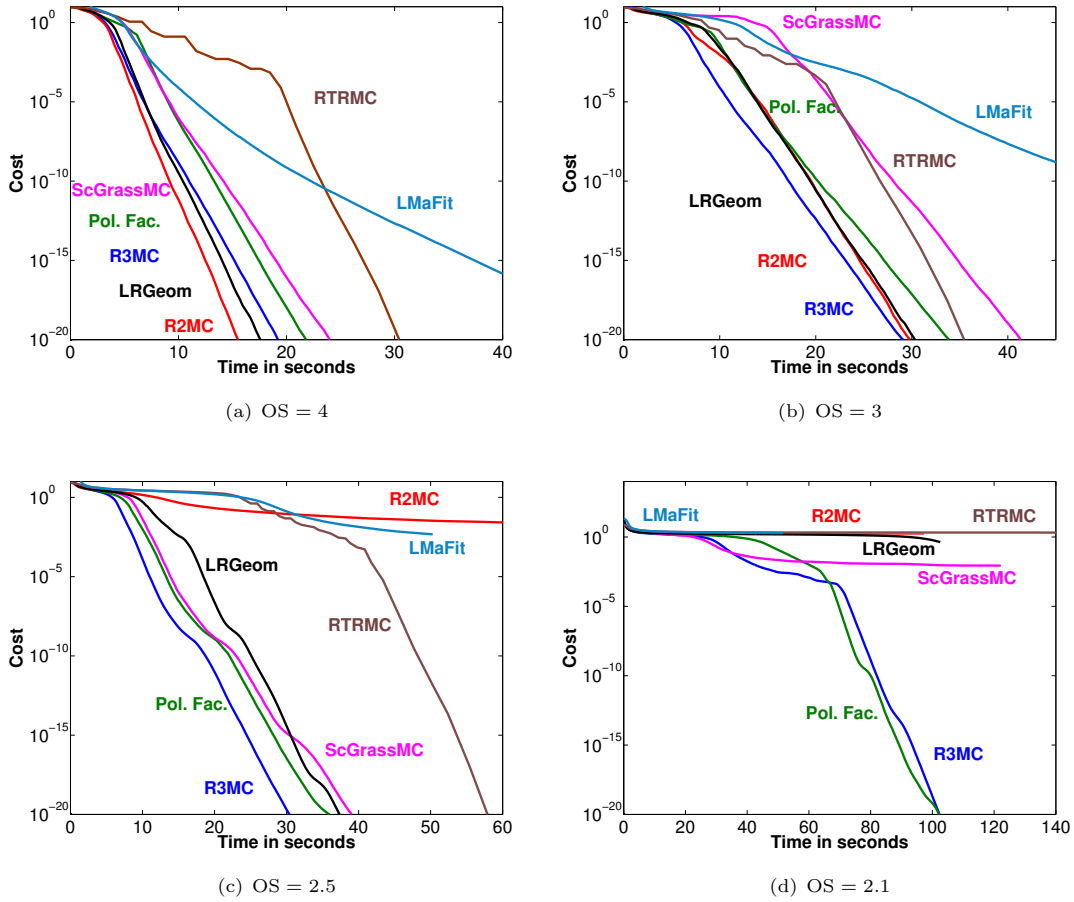 10^0
10^-5
10^-10
10^-15
10^-20
Cost
0 10 20 30 40
Time in seconds
RTRMC
ScGrassMC
LMaFit
Pol. Fac.
R3MC
LRGeom
R2MC
(a) OS = 4
10^0
10^-5
10^-10
10^-15
10^-20
Cost
0 10 20 30 40
Time in seconds
ScGrassMC
LMaFit
Pol. Fac.
RTRMC
LRGeom
R2MC
R3MC
(b) OS = 3
10^0
10^-5
10^-10
10^-15
10^-20
Cost
0 10 20 30 40 50 60
Time in seconds
R2MC
LMaFit
LRGeom
RTRMC
Pol. Fac.
ScGrassMC
R3MC
(c) OS = 2.5
10^0
10^-5
10^-10
10^-15
10^-20
Cost
0 20 40 60 80 100 120 140
Time in seconds
LMaFit R2MC RTRMC
LRGeom
ScGrassMC
Pol. Fac.
R3MC
(d) OS = 2.1